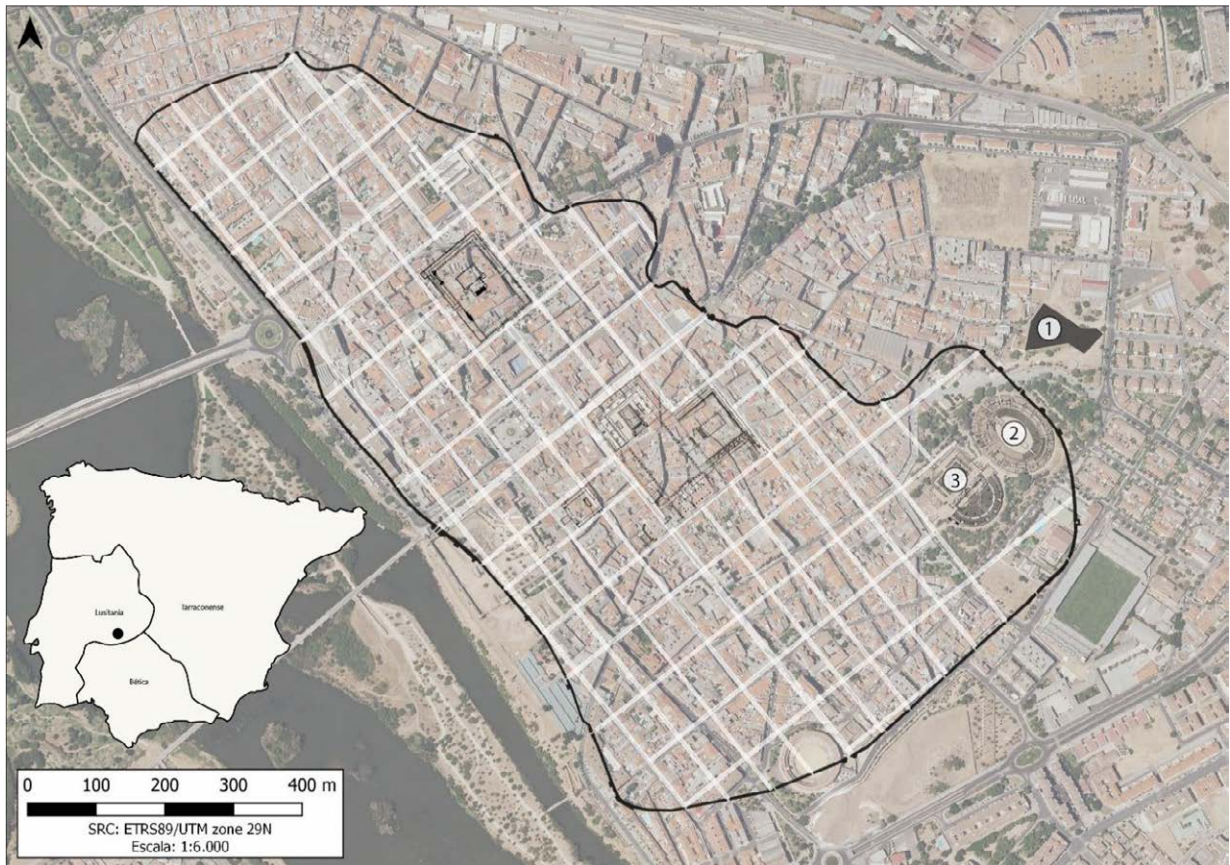 1
2
3
Lusitania
Tarraconense
Bética
0 100 200 300 400 m
SRC: ETRS89/UTM zone 29N
Escala: 1:6.000